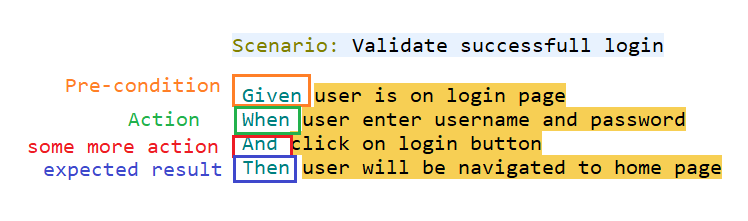 Scenario: Validate successfull login
Pre-condition Given user is on login page
Action When user enter username and password
some more action And click on login button
expected result Then user will be navigated to home page